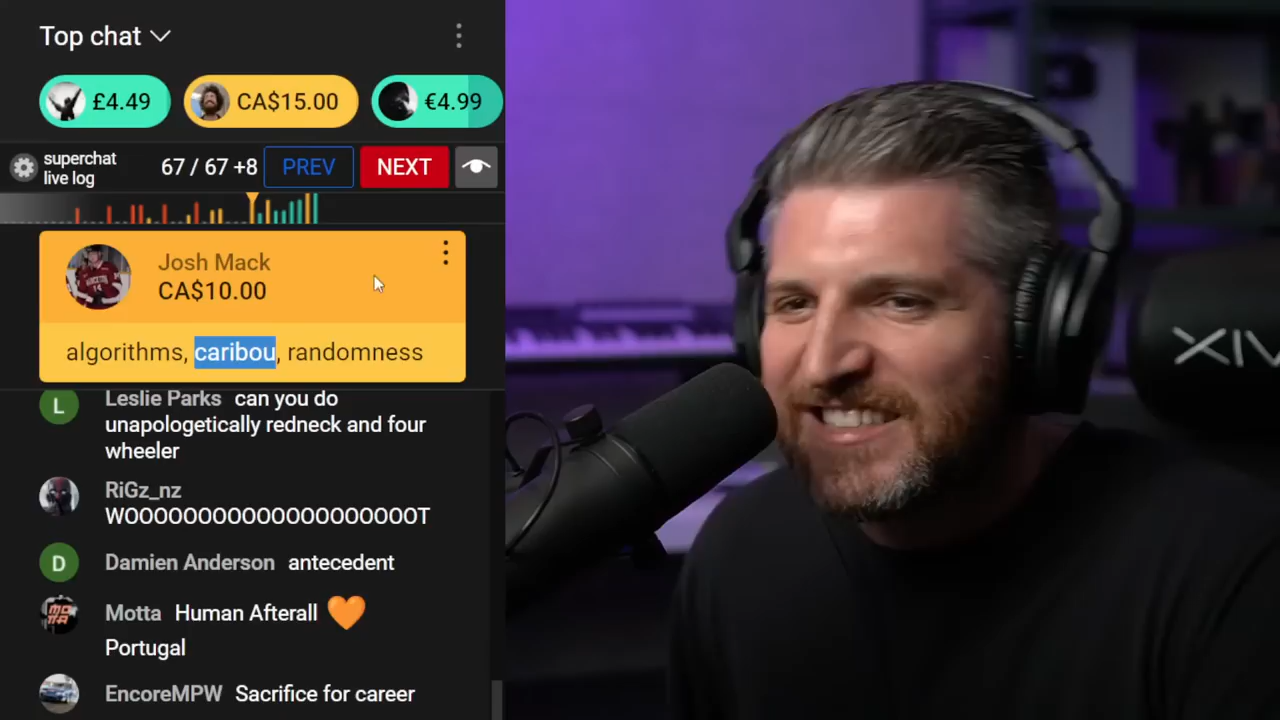 Top chat
£4.49
CA$15.00
€4.99
superchat
live log
67 / 67 +8
PREV
NEXT
Josh Mack
CA$10.00
algorithms, caribou, randomness
L
Leslie Parks can you do
unapologetically redneck and four
wheeler
RiGz_nz
WOOOOOOOOOOOOOOOOOOOOT
D
Damien Anderson antecedent
Motta Human Afterall 🧡
Portugal
EncoreMPW Sacrifice for career
XIV